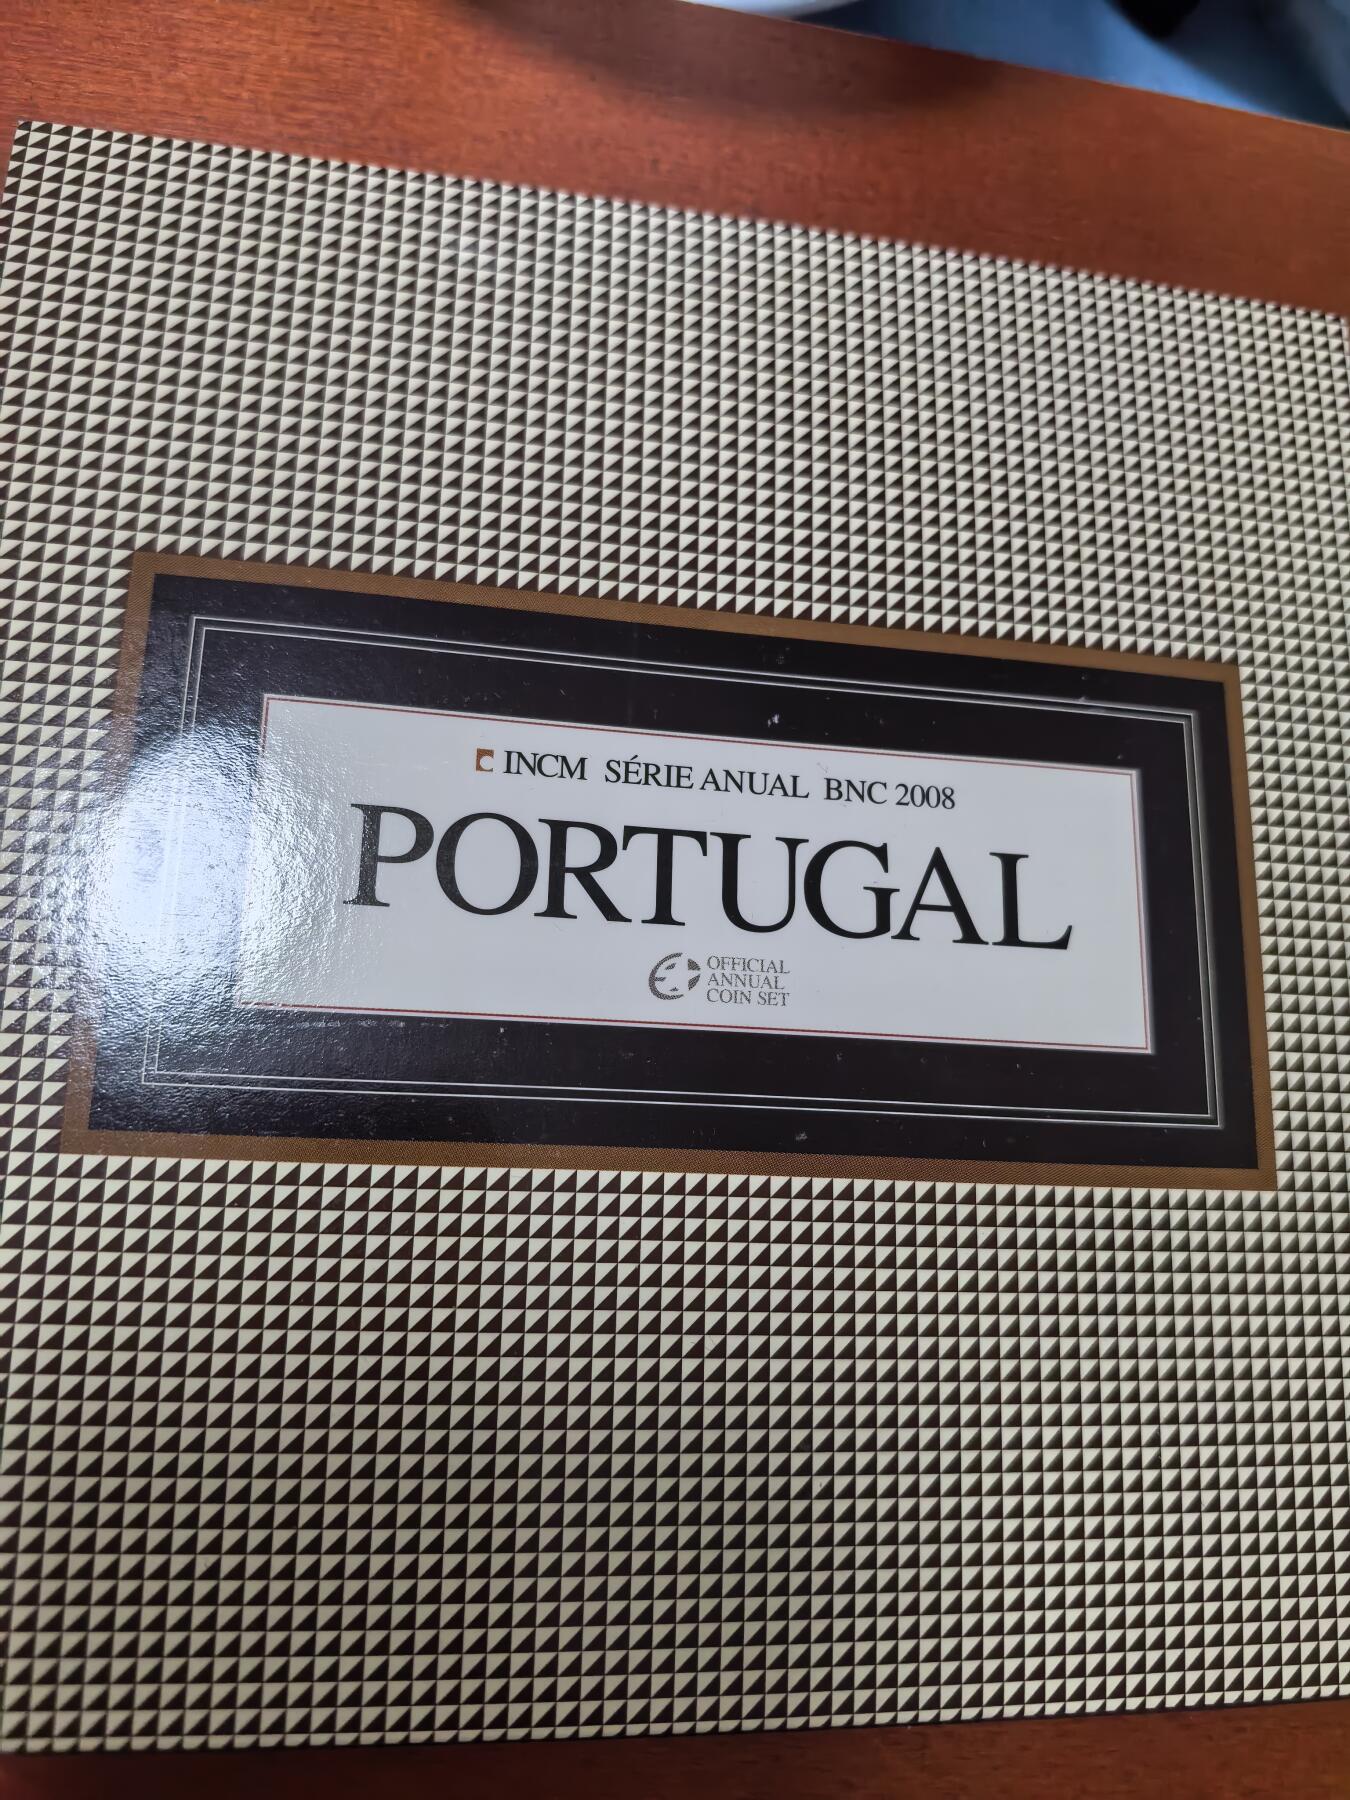 INCM SÉRIE ANUAL BNC 2008
PORTUGAL
OFFICIAL
ANNUAL
COIN SET